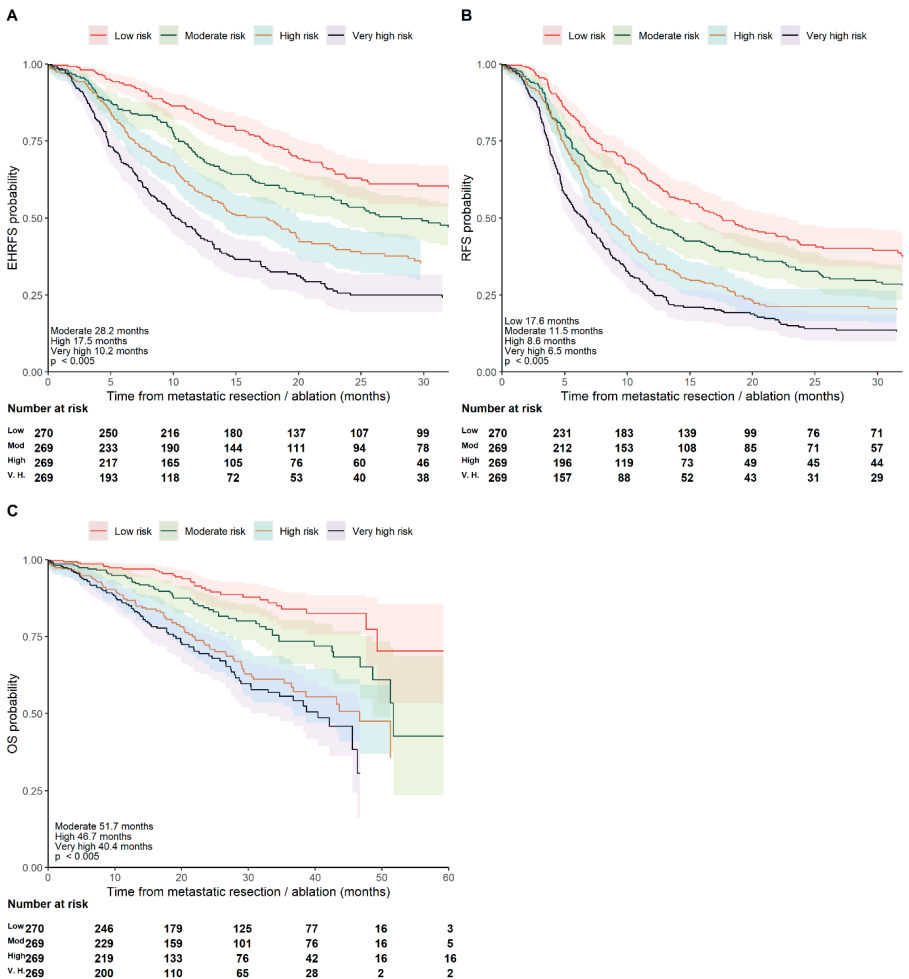 A
Low risk Moderate risk High risk Very high risk
EHRFS probability
1.00
0.75
0.50
0.25
0.00
Moderate 28.2 months
High 17.5 months
Very high 10.2 months
p < 0.005
0 5 10 15 20 25 30
Time from metastatic resection / ablation (months)
Number at risk
Low 270 250 216 180 137 107 99
Mod 269 233 190 144 111 94 78
High 269 217 165 105 76 60 46
V. H. 269 193 118 72 53 40 38
B
Low risk Moderate risk High risk Very high risk
RFS probability
1.00
0.75
0.50
0.25
0.00
Low 17.6 months
Moderate 11.5 months
High 8.6 months
Very high 6.5 months
p < 0.005
0 5 10 15 20 25 30
Time from metastatic resection / ablation (months)
Number at risk
Low 270 231 183 139 99 76 71
Mod 269 212 153 108 85 71 57
High 269 196 119 73 49 45 44
V. H. 269 157 88 52 43 31 29
C
Low risk Moderate risk High risk Very high risk
OS probability
1.00
0.75
0.50
0.25
0.00
Moderate 51.7 months
High 46.7 months
Very high 40.4 months
p < 0.005
0 10 20 30 40 50 60
Time from metastatic resection / ablation (months)
Number at risk
Low 270 246 179 125 77 16 3
Mod 269 229 159 101 76 16 5
High 269 219 133 76 42 16 16
V. H. 269 200 110 65 28 2 2